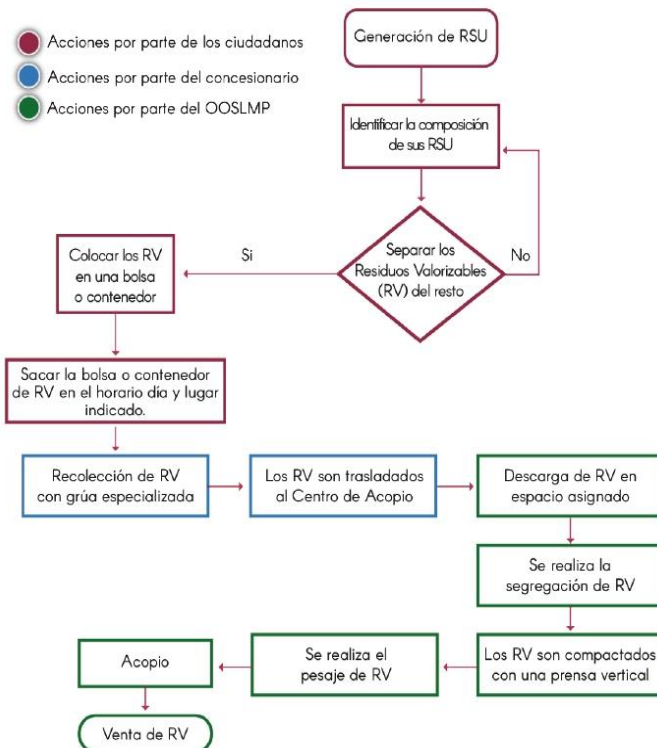 Acciones por parte de los ciudadanos
Acciones por parte del concesionario
Acciones por parte del OOSLMP
Generación de RSU
Identificar la composición
de sus RSU
Separar los
Residuos Valorizables
(RV) del resto
Si
No
Colocar los RV
en una bolsa
o contenedor
Sacar la bolsa o contenedor
de RV en el horario día y lugar
indicado.
Recolección de RV
con grúa especializada
Los RV son trasladados
al Centro de Acopio
Descarga de RV en
espacio asignado
Se realiza la
segregación de RV
Los RV son compactados
con una prensa vertical
Se realiza el
pesaje de RV
Acopio
Venta de RV